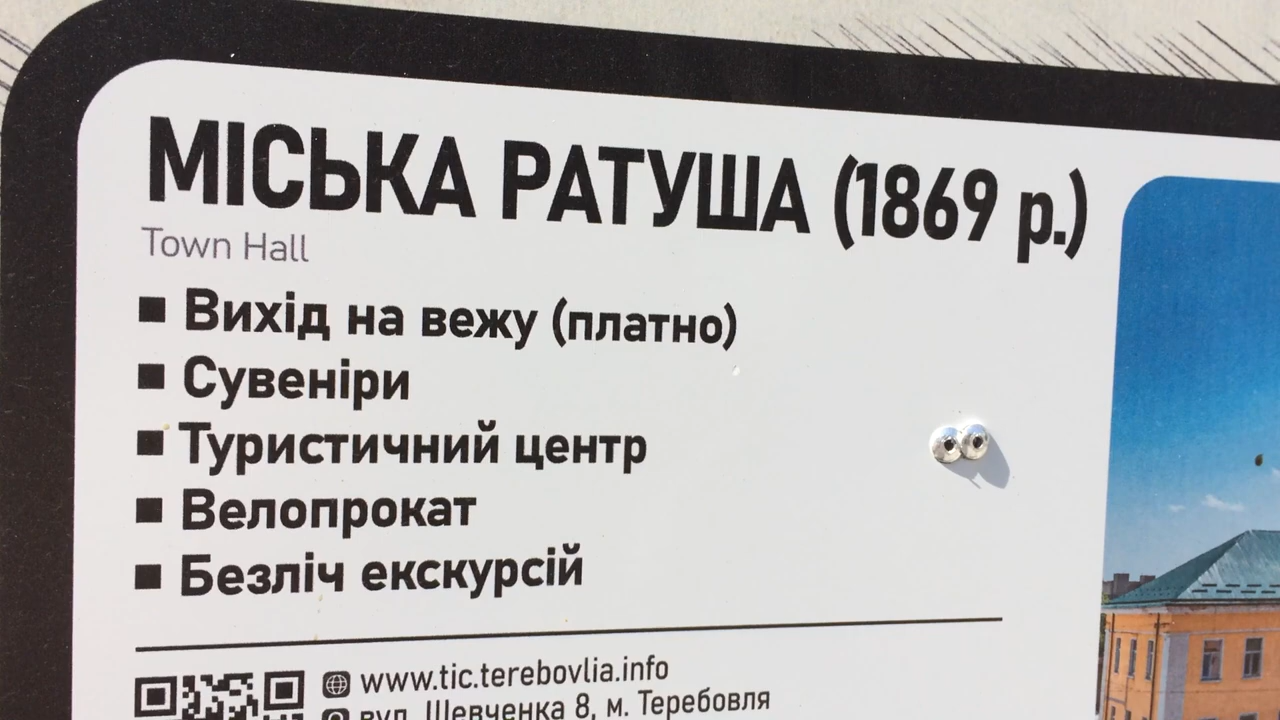 МІСЬКА РАТУША (1869 р.)
Town Hall
Вихід на вежу (платно)
Сувеніри
Туристичний центр
Велопрокат
Безліч екскурсій
www.tic.terebovlia.info
вул. Шевченка 8, м. Теребовля